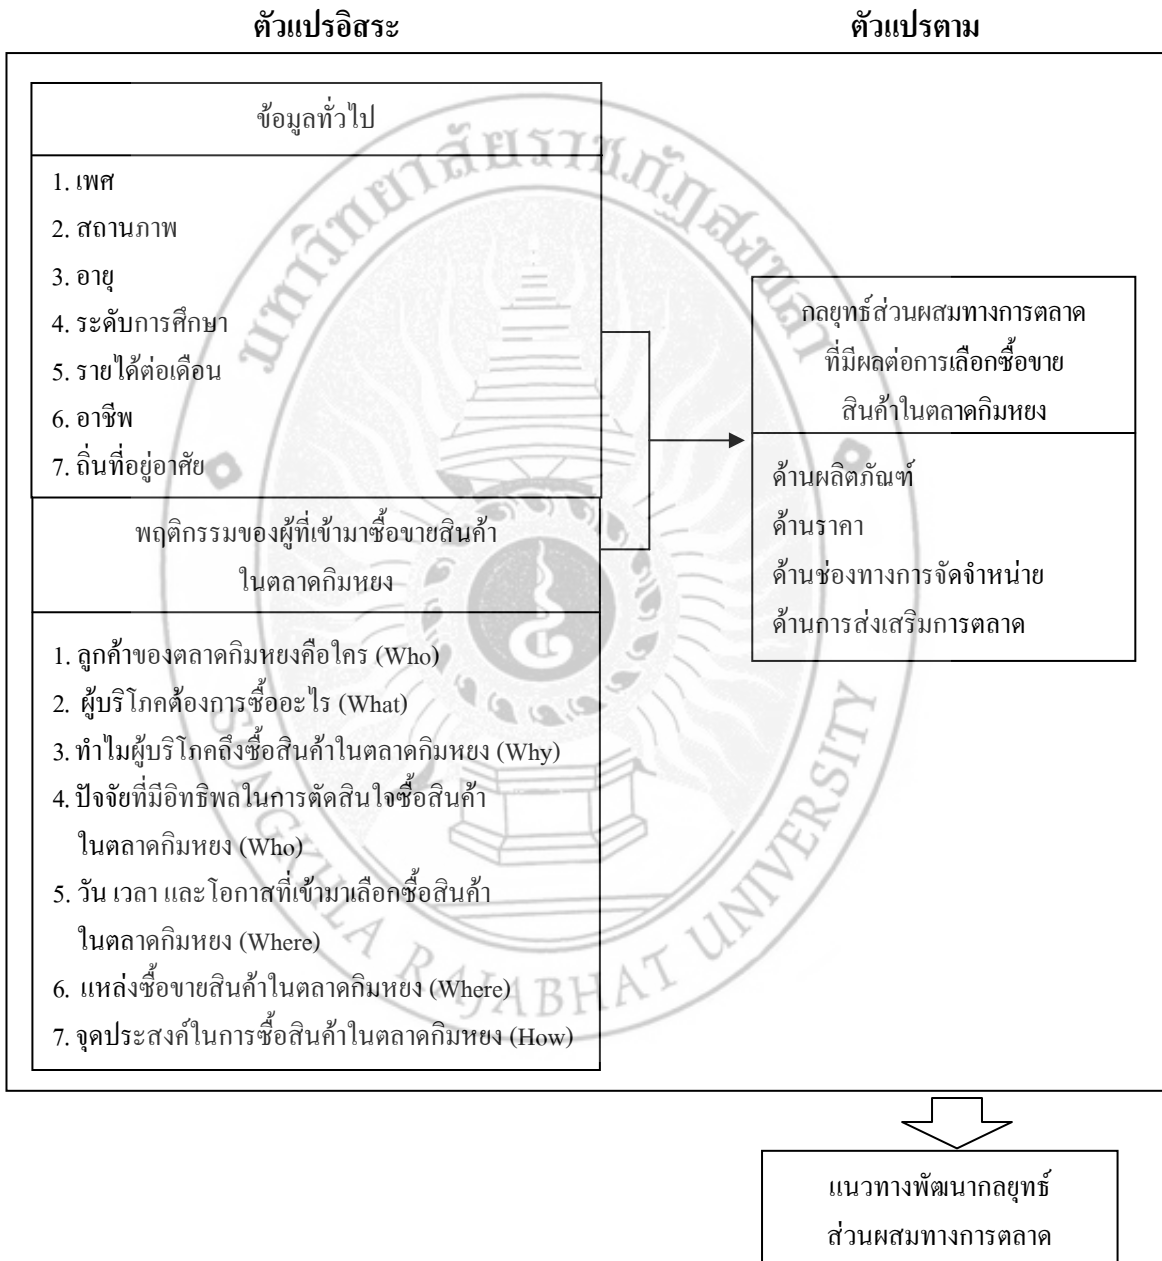 ตัวแปรอิสระ
ตัวแปรตาม
ข้อมูลทั่วไป
1. เพศ
2. สถานภาพ
3. อายุ
4. ระดับการศึกษา
5. รายได้ต่อเดือน
6. อาชีพ
7. ถิ่นที่อยู่อาศัย
พฤติกรรมของผู้ที่เข้ามาซื้อขายสินค้า
ในตลาดกิมหยง
1. ลูกค้าของตลาดกิมหยงคือใคร (Who)
2. ผู้บริโภคต้องการซื้ออะไร (What)
3. ทำไมผู้บริโภคถึงซื้อสินค้าในตลาดกิมหยง (Why)
4. ปัจจัยที่มีอิทธิพลในการตัดสินใจซื้อสินค้า
ในตลาดกิมหยง (Who)
5. วัน เวลา และโอกาสที่เข้ามาเลือกซื้อสินค้า
ในตลาดกิมหยง (Where)
6. แหล่งซื้อขายสินค้าในตลาดกิมหยง (Where)
7. จุดประสงค์ในการซื้อสินค้าในตลาดกิมหยง (How)
กลยุทธ์ส่วนผสมทางการตลาด
ที่มีผลต่อการเลือกซื้อขาย
สินค้าในตลาดกิมหยง
ด้านผลิตภัณฑ์
ด้านราคา
ด้านช่องทางการจัดจำหน่าย
ด้านการส่งเสริมการตลาด
แนวทางพัฒนากลยุทธ์
ส่วนผสมทางการตลาด
มหาวิทยาลัยราชภัฏสงขลา
SONGKHLA RAJABHAT UNIVERSITY